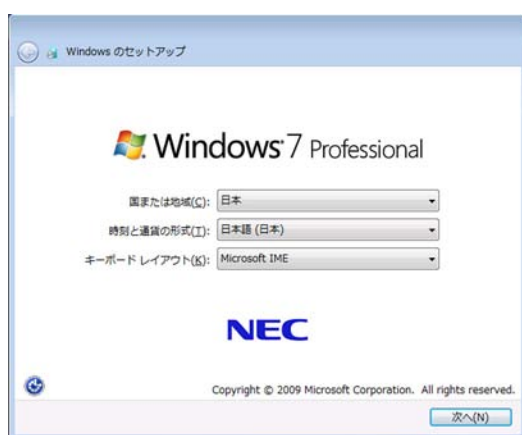 Windows のセットアップ
Windows 7 Professional
国または地域(C): 日本
時刻と通貨の形式(T): 日本語 (日本)
キーボード レイアウト(K): Microsoft IME
NEC
Copyright © 2009 Microsoft Corporation. All rights reserved.
次へ(N)